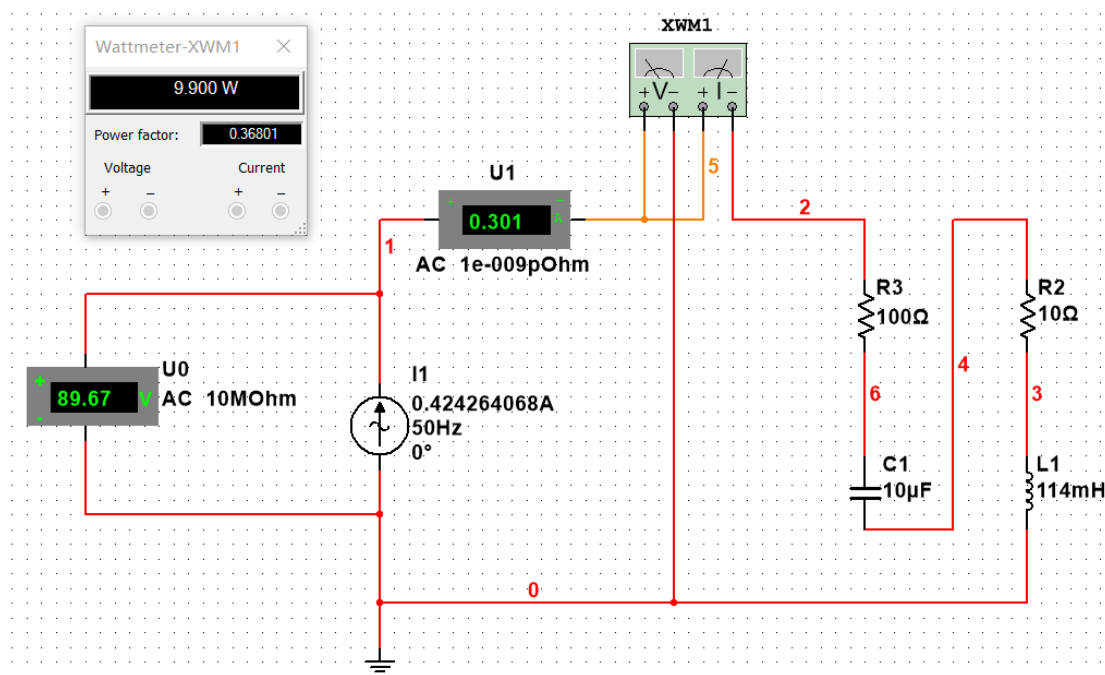 XWM1
Wattmeter-XWM1
9.900 W
Power factor: 0.36801
Voltage Current
+ − + −
+ V − + I −
5
U1
+ −
0.301 A
AC 1e-009pOhm
1
2
R3
100Ω
R2
10Ω
4
6
3
U0
AC 10MOhm
+
89.67 V
-
I1
0.424264068A
50Hz
0°
C1
10µF
L1
114mH
0